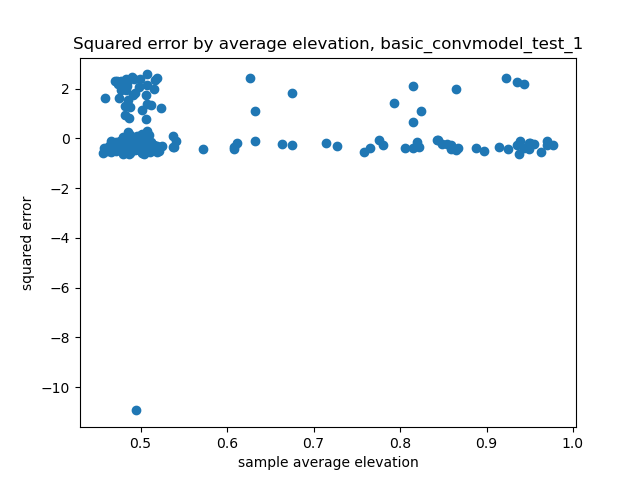 Squared error by average elevation, basic_convmodel_test_1
2
0
−2
−4
−6
−8
−10
squared error
0.5 0.6 0.7 0.8 0.9 1.0
sample average elevation